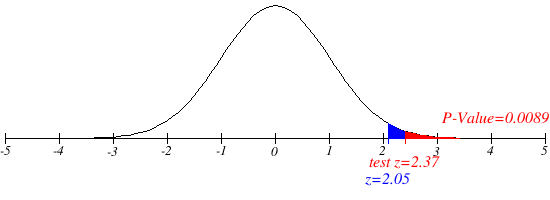 P-Value=0.0089
-5 -4 -3 -2 -1 0 1 2 3 4 5
test z=2.37
z=2.05